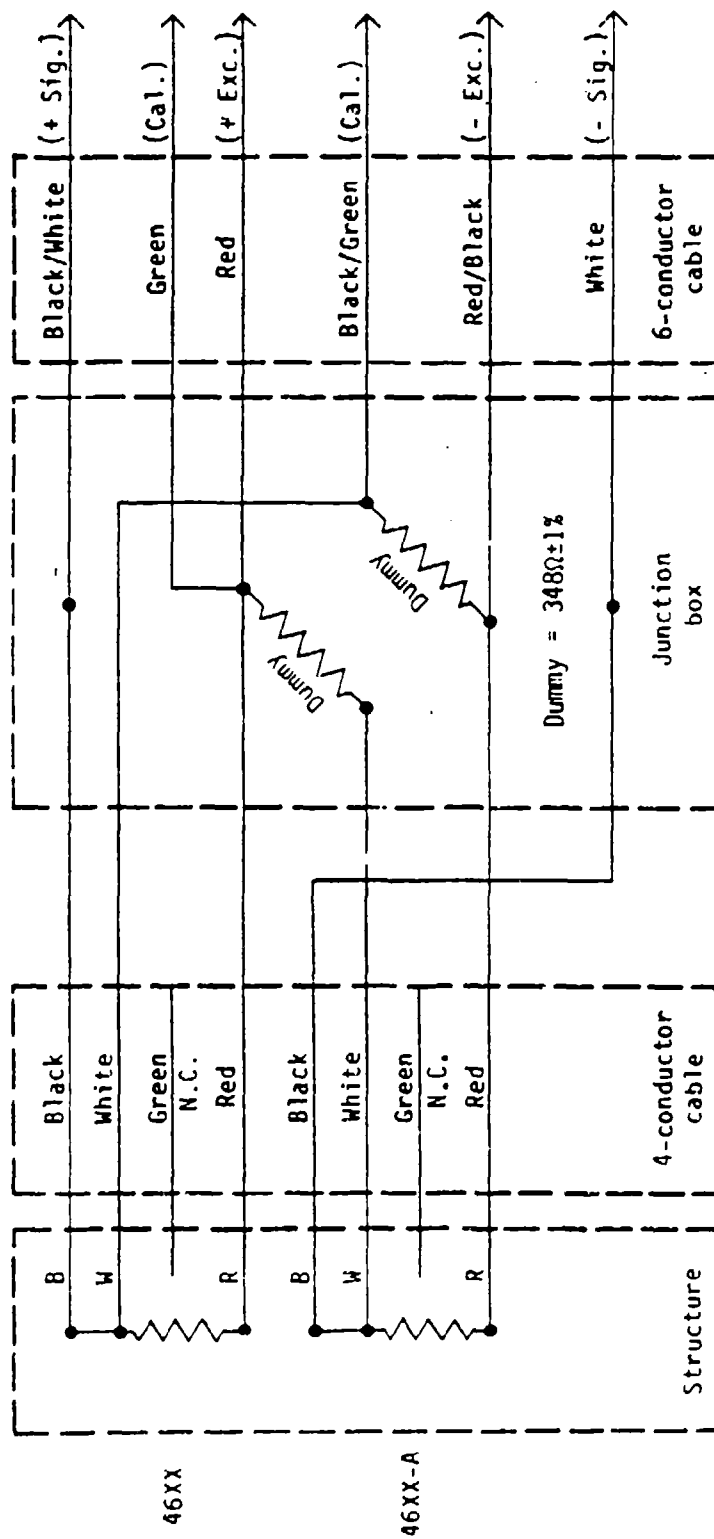 46XX
46XX-A
B
W
R
B
W
R
Structure
Black
White
Green
N.C.
Red
Black
White
Green
N.C.
Red
4-conductor
cable
Dummy
Dummy
Dummy = 348Ω±1%
Junction
box
Black/White
Green
Red
Black/Green
Red/Black
White
6-conductor
cable
(+ Sig.)
(Cal.)
(+ Exc.)
(Cal.)
(- Exc.)
(- Sig.)